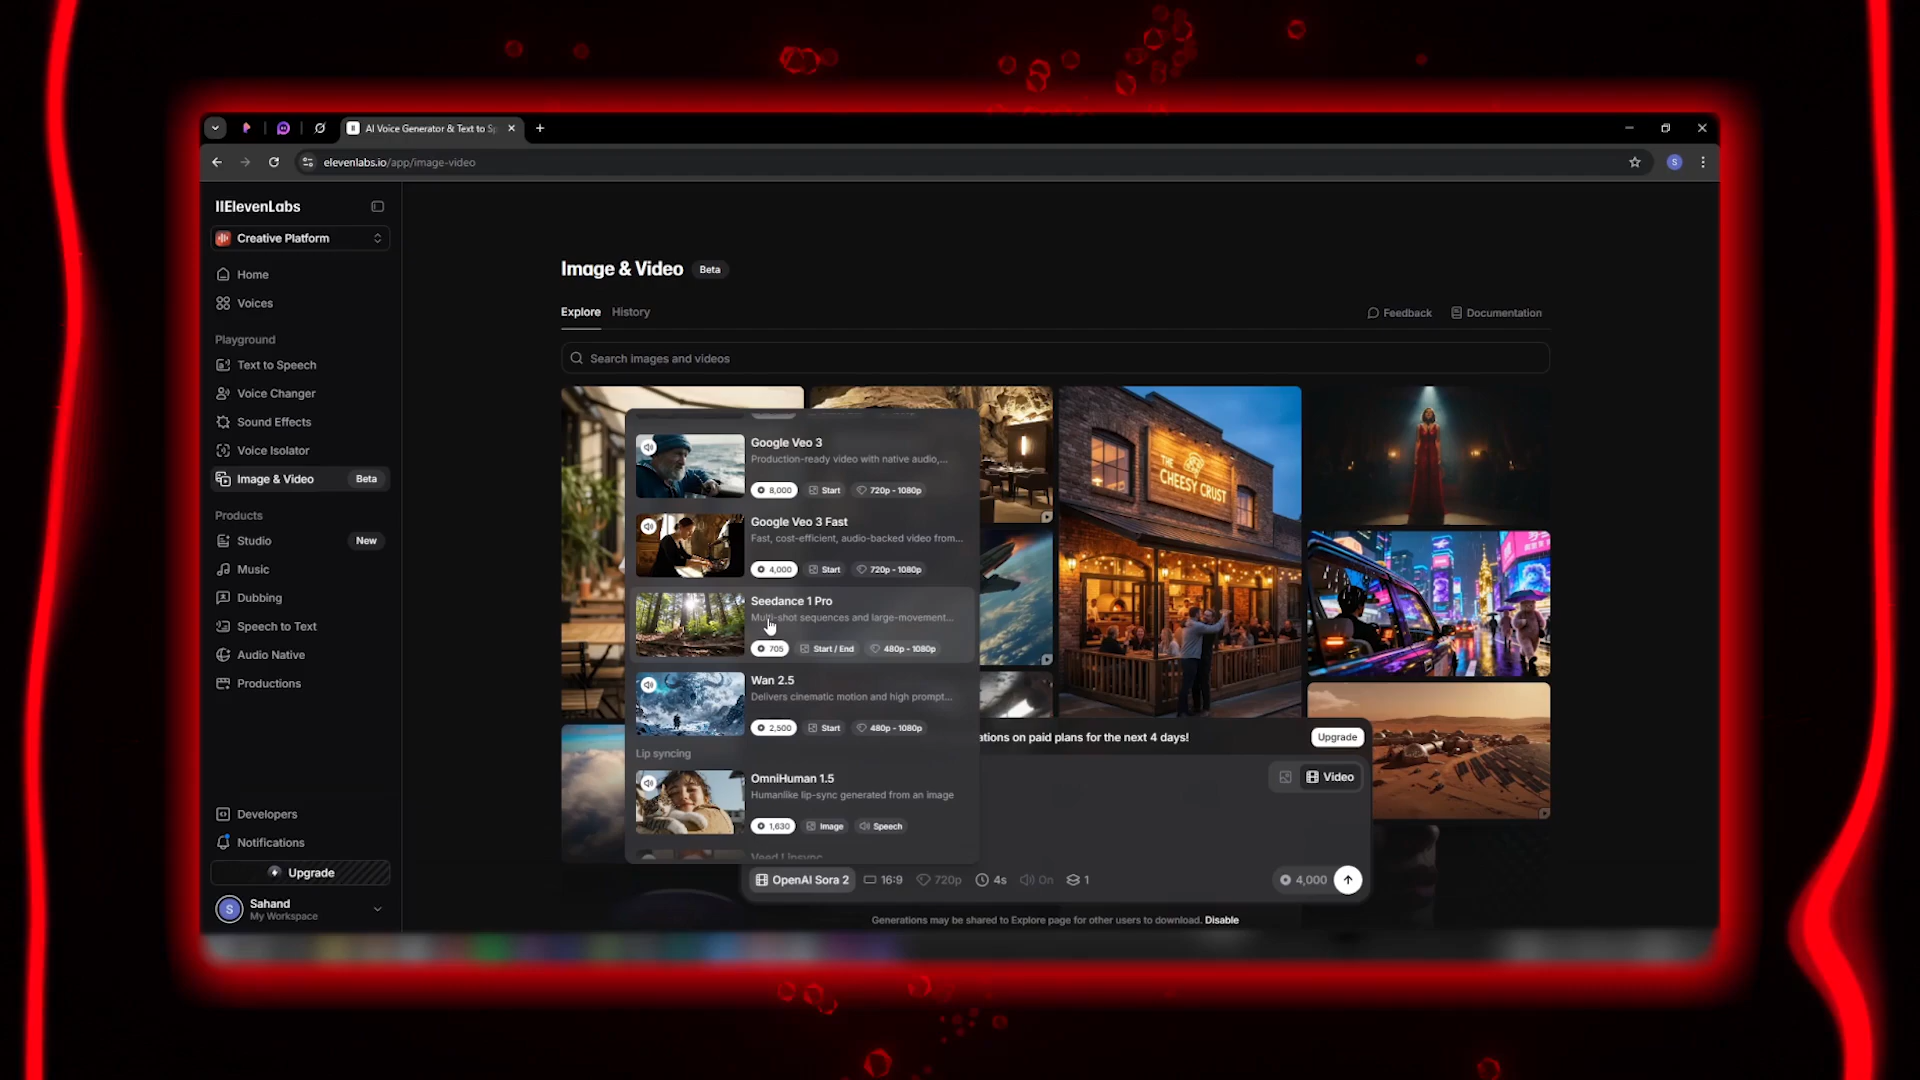 AI Voice Generator & Text to Sp
elevenlabs.io/app/image-video
S
IIElevenLabs
Creative Platform
Home
Voices
Playground
Text to Speech
Voice Changer
Sound Effects
Voice Isolator
Image & Video Beta
Products
Studio New
Music
Dubbing
Speech to Text
Audio Native
Productions
Developers
Notifications
Upgrade
S
Sahand
My Workspace
Image & Video Beta
Explore History
Feedback Documentation
Search images and videos
Google Veo 3
Production-ready video with native audio,...
8,000 Start 720p - 1080p
Google Veo 3 Fast
Fast, cost-efficient, audio-backed video from...
4,000 Start 720p - 1080p
Seedance 1 Pro
Multi-shot sequences and large-movement...
705 Start / End 480p - 1080p
Wan 2.5
Delivers cinematic motion and high prompt...
2,500 Start 480p - 1080p
Lip syncing
OmniHuman 1.5
Humanlike lip-sync generated from an image
1,630 Image Speech
Veed Lipsync
THE
CHEESY CRUST
ations on paid plans for the next 4 days!
Upgrade
Video
OpenAI Sora 2 16:9 720p 4s On 1
4,000
Generations may be shared to Explore page for other users to download. Disable